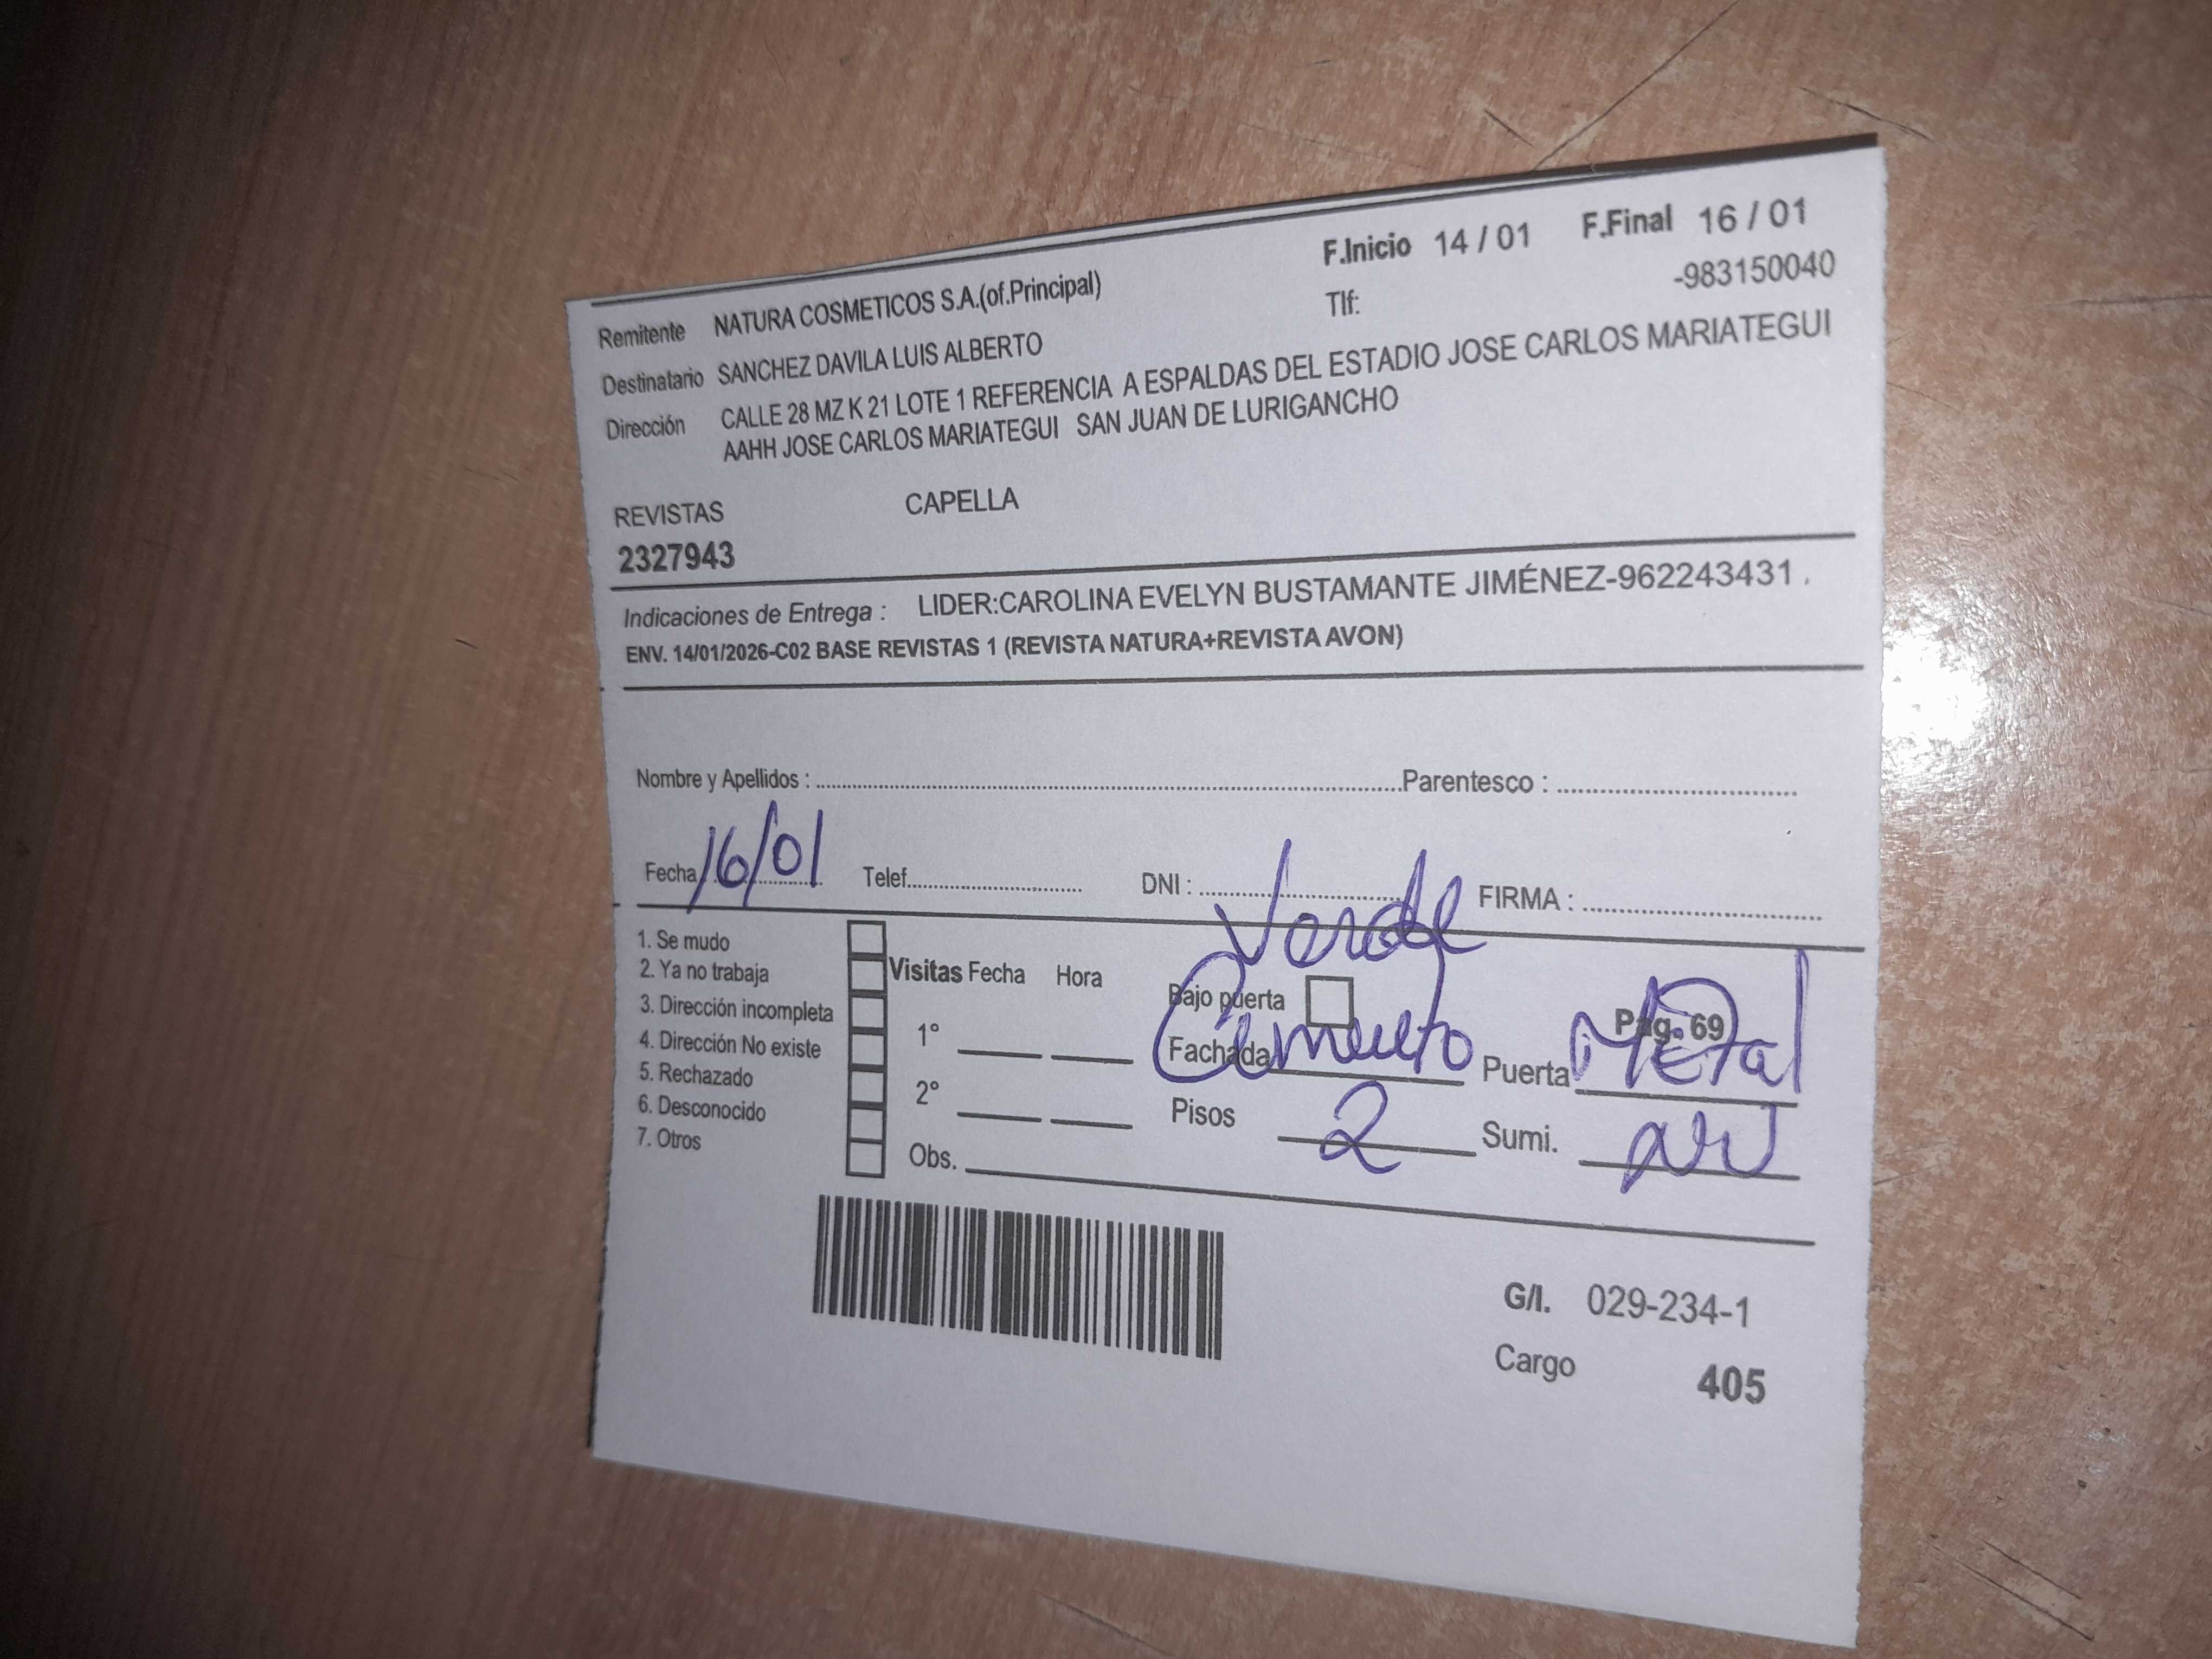 F.Inicio 14 / 01 F.Final 16 / 01
Remitente NATURA COSMETICOS S.A.(of.Principal) Tlf: -983150040
Destinatario SANCHEZ DAVILA LUIS ALBERTO
Dirección CALLE 28 MZ K 21 LOTE 1 REFERENCIA A ESPALDAS DEL ESTADIO JOSE CARLOS MARIATEGUI
AAHH JOSE CARLOS MARIATEGUI SAN JUAN DE LURIGANCHO
REVISTAS CAPELLA
2327943
Indicaciones de Entrega : LIDER:CAROLINA EVELYN BUSTAMANTE JIMÉNEZ-962243431 .
ENV. 14/01/2026-C02 BASE REVISTAS 1 (REVISTA NATURA+REVISTA AVON)
Nombre y Apellidos : Parentesco :
Fecha 16/01 Telef. DNI : FIRMA :
Verde
1. Se mudo
2. Ya no trabaja
3. Dirección incompleta
4. Dirección No existe
5. Rechazado
6. Desconocido
7. Otros
Visitas Fecha Hora
1°
2°
Obs.
Bajo puerta Pag. 69
Fachada Cemento Puerta Metal
Pisos 2 Sumi.
G/I. 029-234-1
Cargo 405